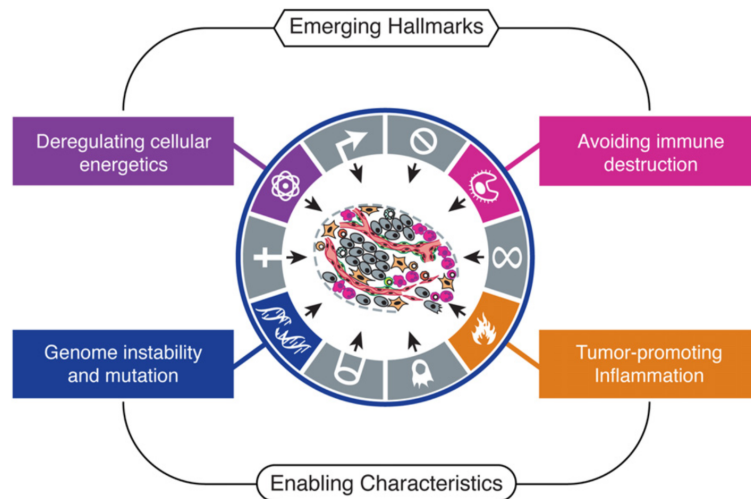 Emerging Hallmarks
Deregulating cellular
energetics
Avoiding immune
destruction
Genome instability
and mutation
Tumor-promoting
Inflammation
Enabling Characteristics